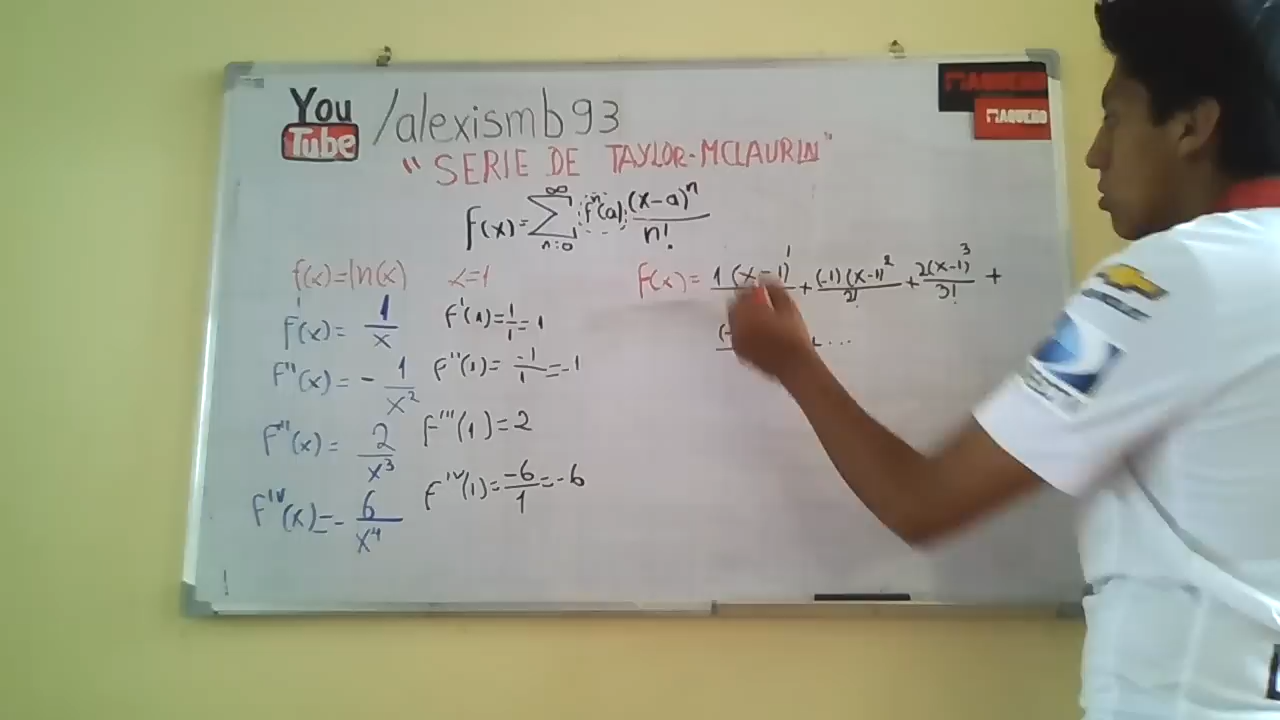 You
Tube /alexismb93
"SERIE DE TAYLOR-MCLAURIN"
f(x)=∑ n=0 ∞ fⁿ(a) (x-a)ⁿ / n!
f(x)=ln(x) x=1
f'(x)= 1/x f'(1)=1/1=1
f''(x)=-1/x² f''(1)=-1/1=-1
f'''(x)=2/x³ f'''(1)=2
f^IV(x)=-6/x⁴ f^IV(1)=-6/1=-6
f(x)= 1(x-1)¹ + (-1)(x-1)²/2! + 2(x-1)³/3! +
+ ...